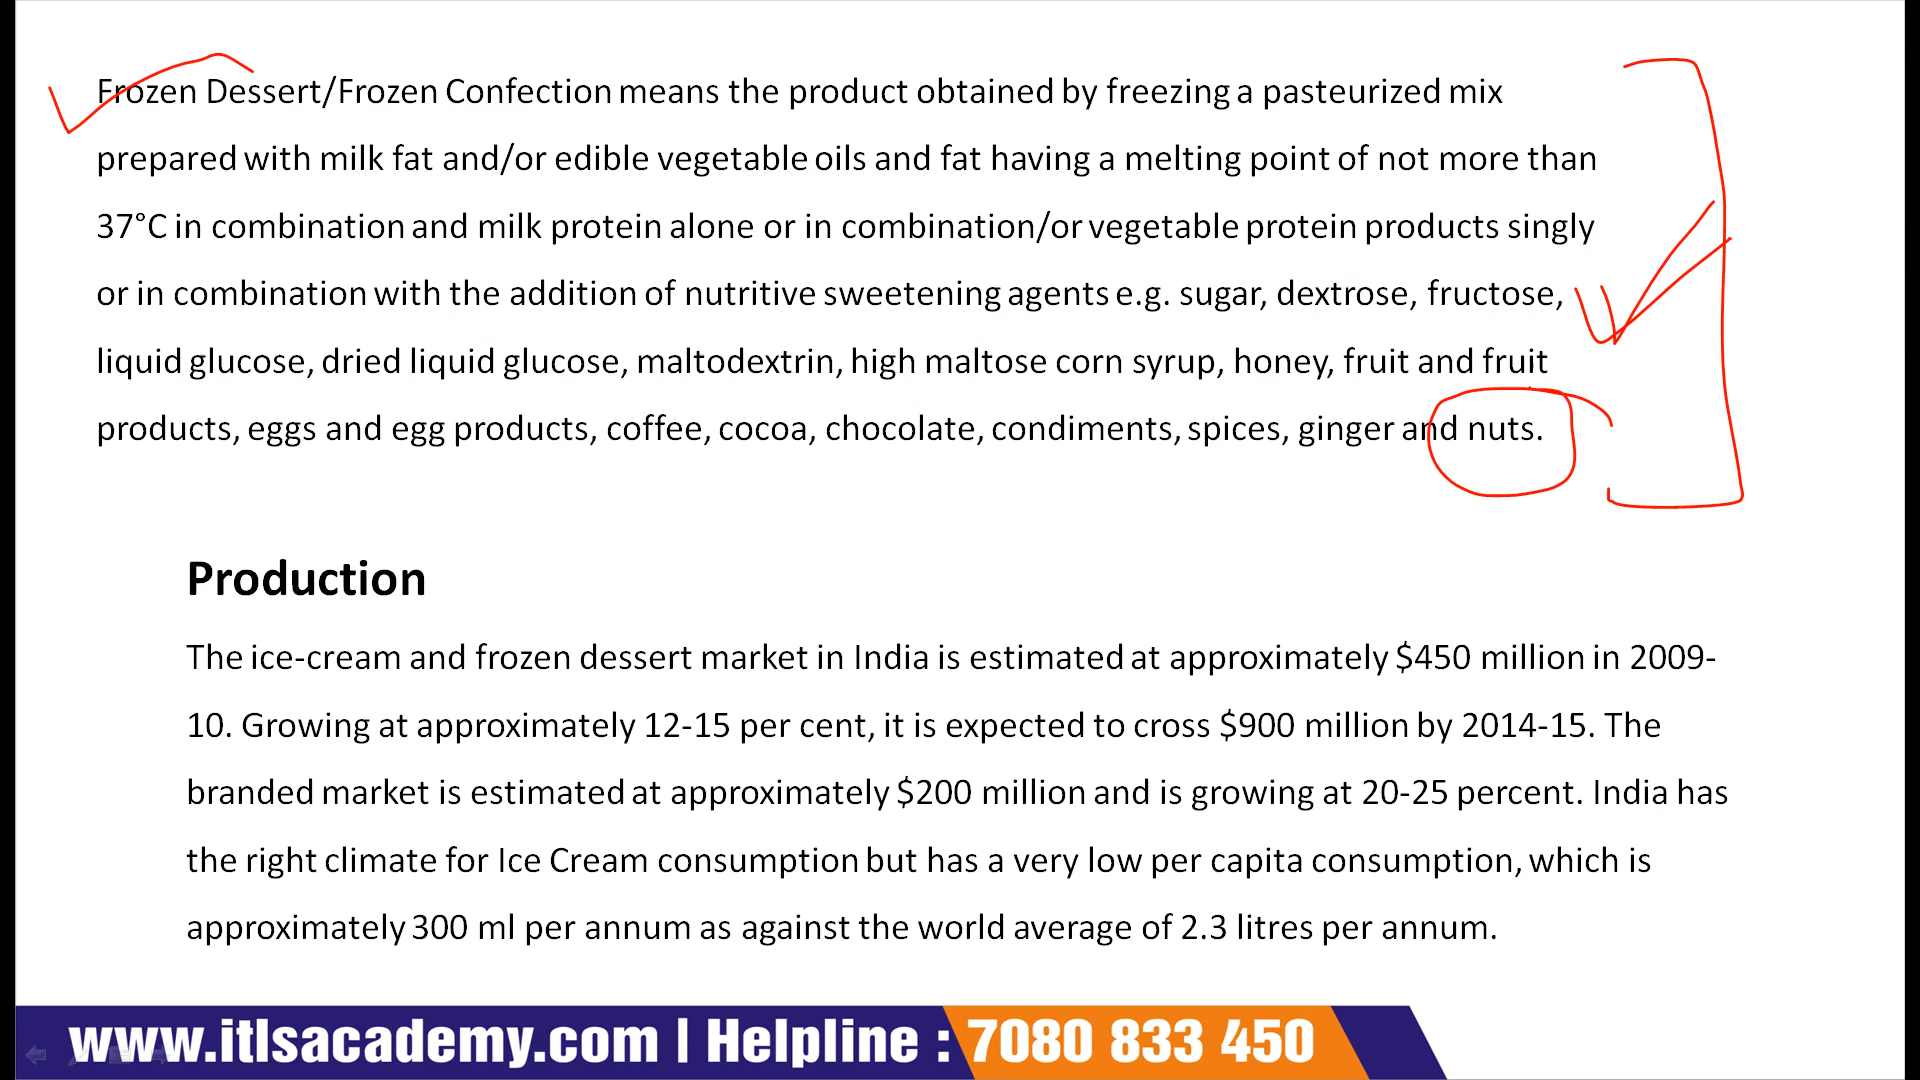 Frozen Dessert/Frozen Confection means the product obtained by freezing a pasteurized mix
prepared with milk fat and/or edible vegetable oils and fat having a melting point of not more than
37°C in combination and milk protein alone or in combination/or vegetable protein products singly
or in combination with the addition of nutritive sweetening agents e.g. sugar, dextrose, fructose,
liquid glucose, dried liquid glucose, maltodextrin, high maltose corn syrup, honey, fruit and fruit
products, eggs and egg products, coffee, cocoa, chocolate, condiments, spices, ginger and nuts.
Production
The ice-cream and frozen dessert market in India is estimated at approximately $450 million in 2009-
10. Growing at approximately 12-15 per cent, it is expected to cross $900 million by 2014-15. The
branded market is estimated at approximately $200 million and is growing at 20-25 percent. India has
the right climate for Ice Cream consumption but has a very low per capita consumption, which is
approximately 300 ml per annum as against the world average of 2.3 litres per annum.
www.itlsacademy.com | Helpline : 7080 833 450